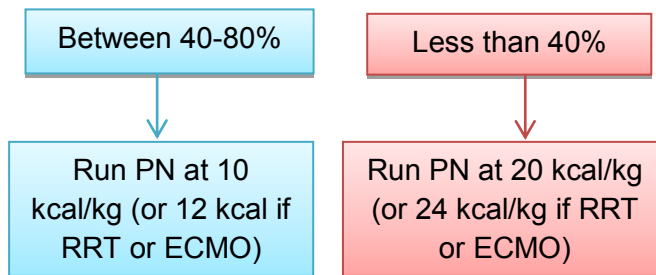 Between 40-80%
Less than 40%
Run PN at 10
kcal/kg (or 12 kcal if
RRT or ECMO)
Run PN at 20 kcal/kg
(or 24 kcal/kg if RRT
or ECMO)